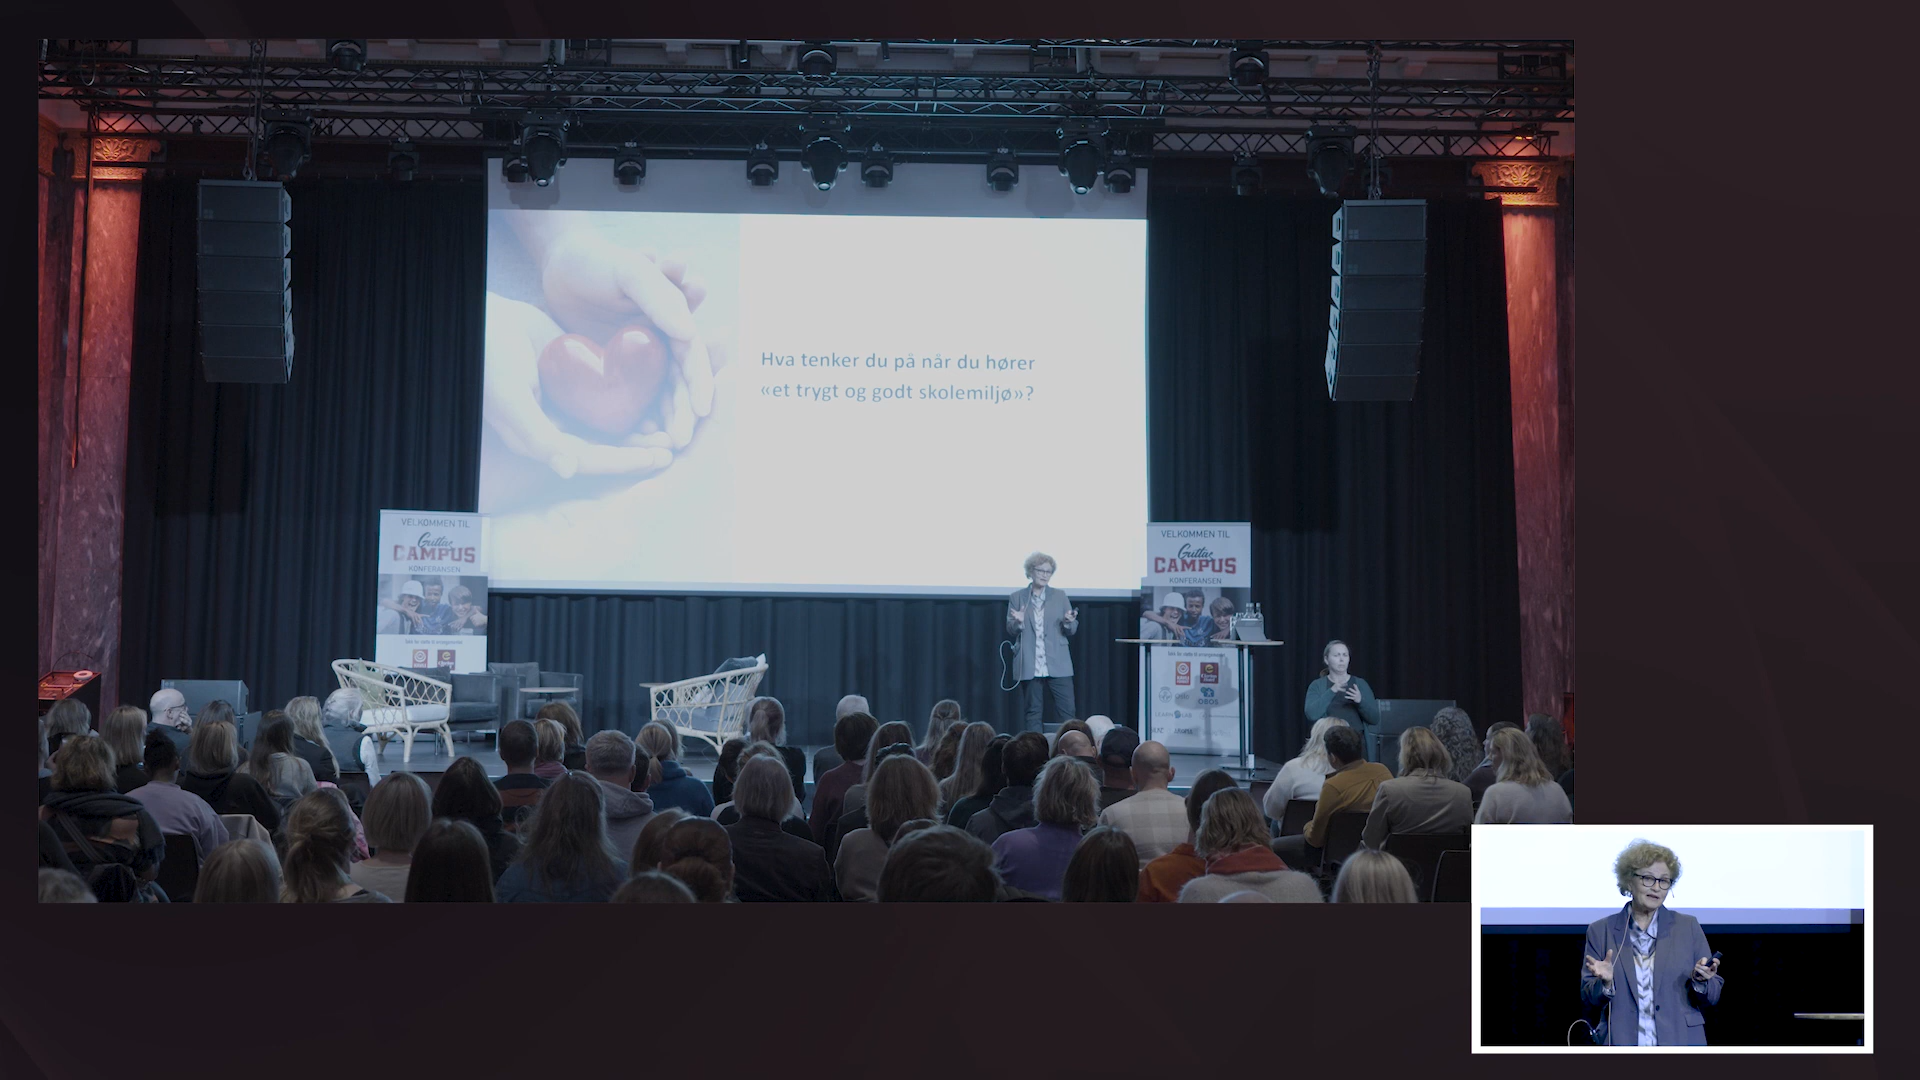 Hva tenker du på når du hører
«et trygt og godt skolemiljø»?
VELKOMMEN TIL
Gutta
CAMPUS
KONFERANSEN
VELKOMMEN TIL
Gutta
CAMPUS
KONFERANSEN
OBOS